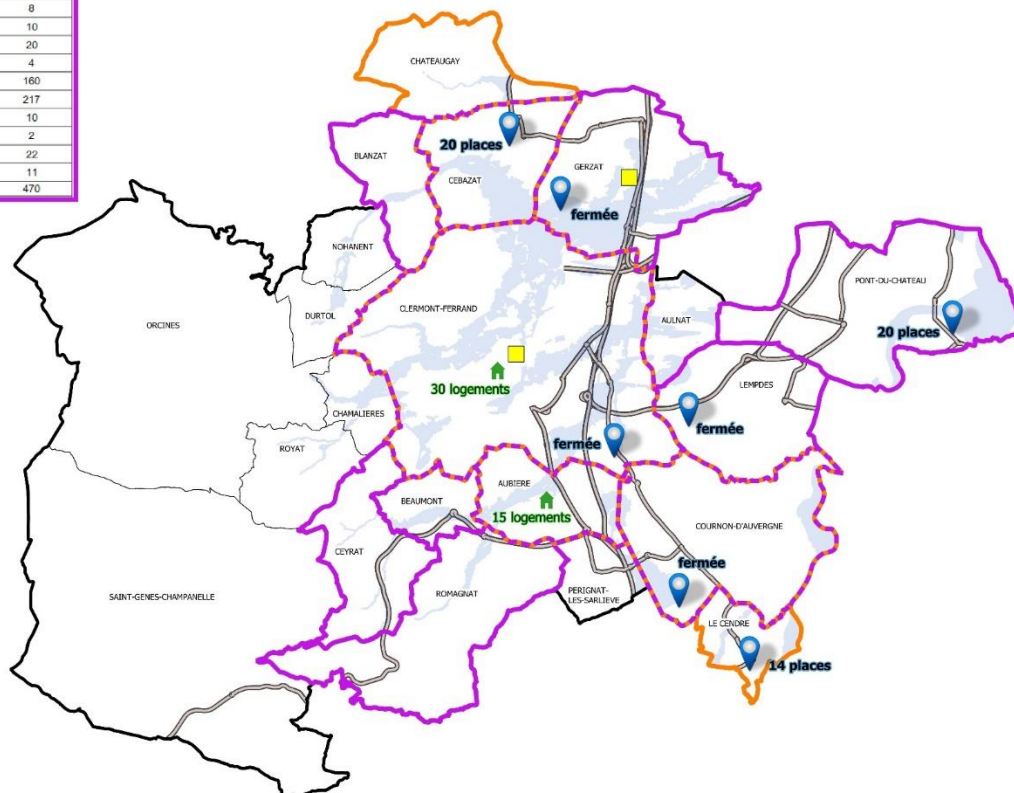 8
10
20
4
160
217
10
2
22
11
470
CHATEAUGAY
20 places
BLANZAT
GERZAT
CEBAZAT
fermée
NOHANENT
PONT-DU-CHATEAU
ORCINES
DURTOL
CLERMONT-FERRAND
AULNAT
20 places
LEMPDES
30 logements
CHAMALIERES
fermée
fermée
ROYAT
AUBIERE
BEAUMONT
15 logements
COURNON-D'AUVERGNE
CEYRAT
fermée
SAINT-GENES-CHAMPANELLE
ROMAGNAT
PERIGNAT-
LES-SARLIEVE
LE CENDRE
14 places